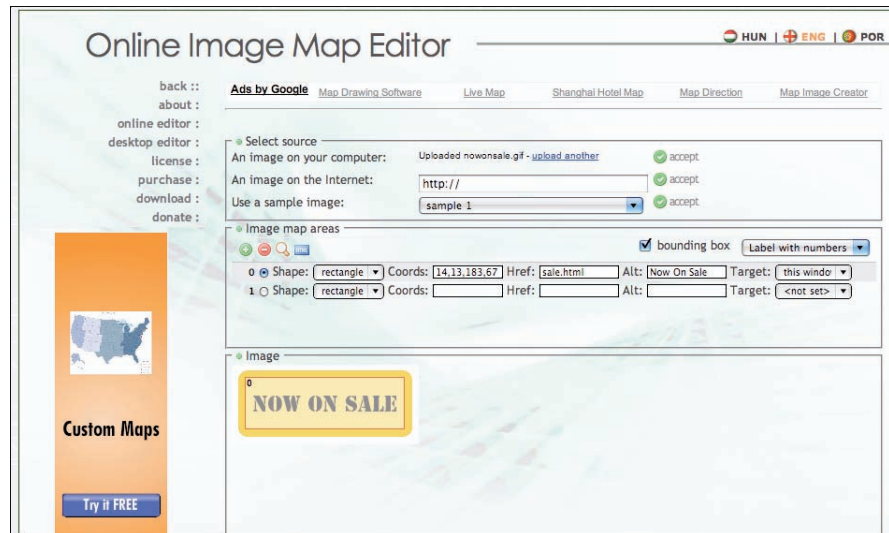 Online Image Map Editor
HUN | ENG | POR
back ::
about :
online editor :
desktop editor :
license :
purchase :
download :
donate :
Ads by Google Map Drawing Software Live Map Shanghai Hotel Map Map Direction Map Image Creator
Select source
An image on your computer: Uploaded nowonsale.gif - upload another accept
An image on the Internet: http:// accept
Use a sample image: sample 1 accept
Image map areas
bounding box Label with numbers
0 Shape: rectangle Coords: 14,13,183,67 Href: sale.html Alt: Now On Sale Target: this windo
1 Shape: rectangle Coords: Href: Alt: Target: <not set>
Image
0
NOW ON SALE
Custom Maps
Try it FREE